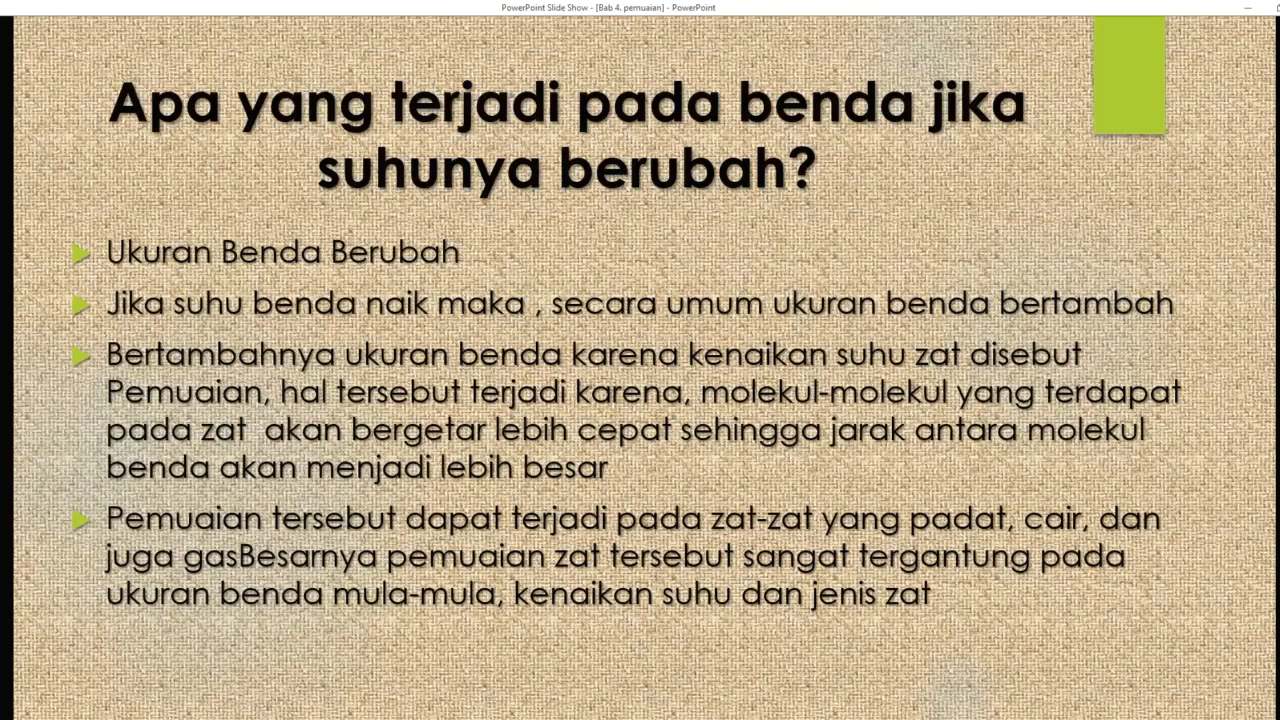 PowerPoint Slide Show - [Bab 4. pemuaian] - PowerPoint
Apa yang terjadi pada benda jika
suhunya berubah?
Ukuran Benda Berubah
Jika suhu benda naik maka , secara umum ukuran benda bertambah
Bertambahnya ukuran benda karena kenaikan suhu zat disebut
Pemuaian, hal tersebut terjadi karena, molekul-molekul yang terdapat
pada zat  akan bergetar lebih cepat sehingga jarak antara molekul
benda akan menjadi lebih besar
Pemuaian tersebut dapat terjadi pada zat-zat yang padat, cair, dan
juga gasBesarnya pemuaian zat tersebut sangat tergantung pada
ukuran benda mula-mula, kenaikan suhu dan jenis zat